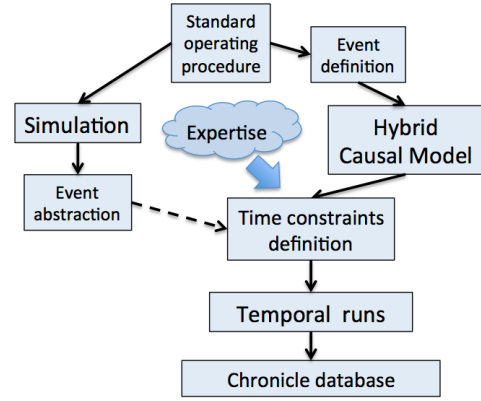 Standard
operating
procedure
Event
definition
Simulation
Expertise
Hybrid
Causal Model
Event
abstraction
Time constraints
definition
Temporal runs
Chronicle database